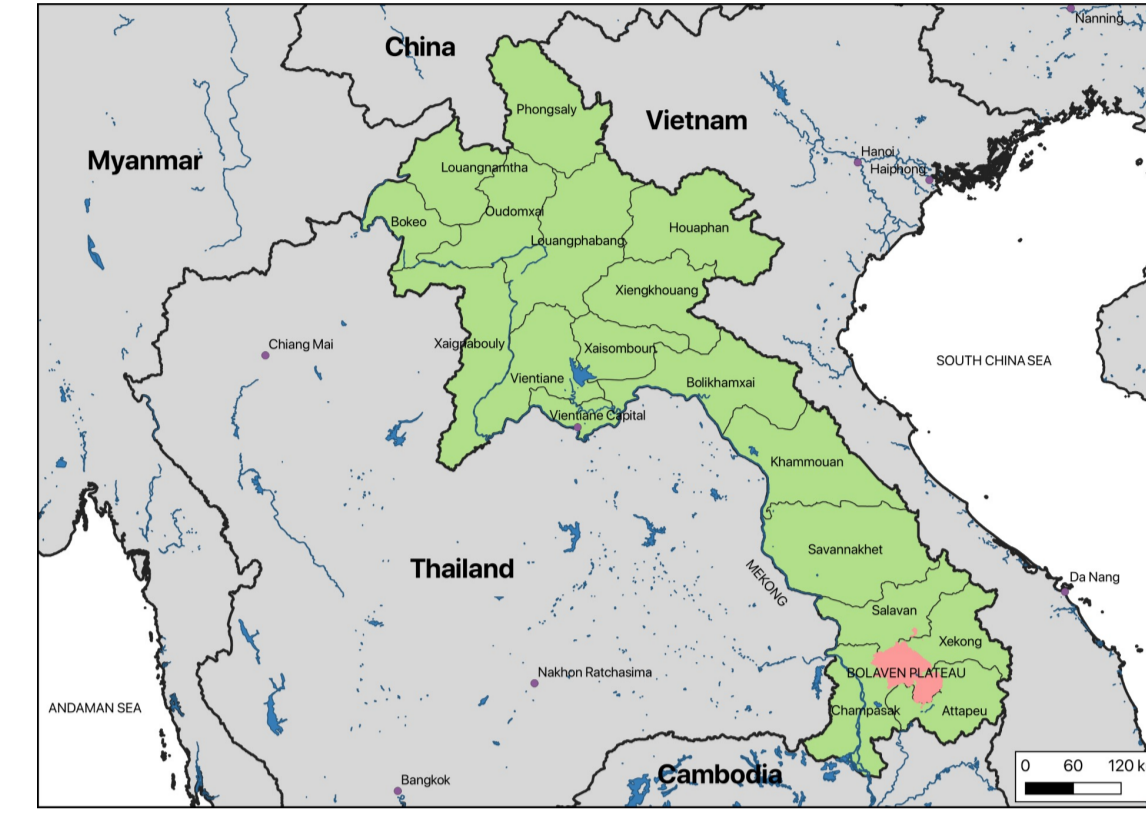 Nanning
China
Phongsaly
Vietnam
Myanmar
Hanoi
Haiphong
Louangnamtha
Oudomxai
Bokeo
Louangphabang
Houaphan
Xiengkhouang
Chiang Mai
Xaignabouly
Xaisomboun
SOUTH CHINA SEA
Vientiane
Bolikhamxai
Vientiane Capital
Khammouan
Savannakhet
Thailand
MEKONG
Da Nang
Salavan
Xekong
Nakhon Ratchasima
BOLAVEN PLATEAU
ANDAMAN SEA
Champasak
Attapeu
Cambodia
Bangkok
0 60 120 k